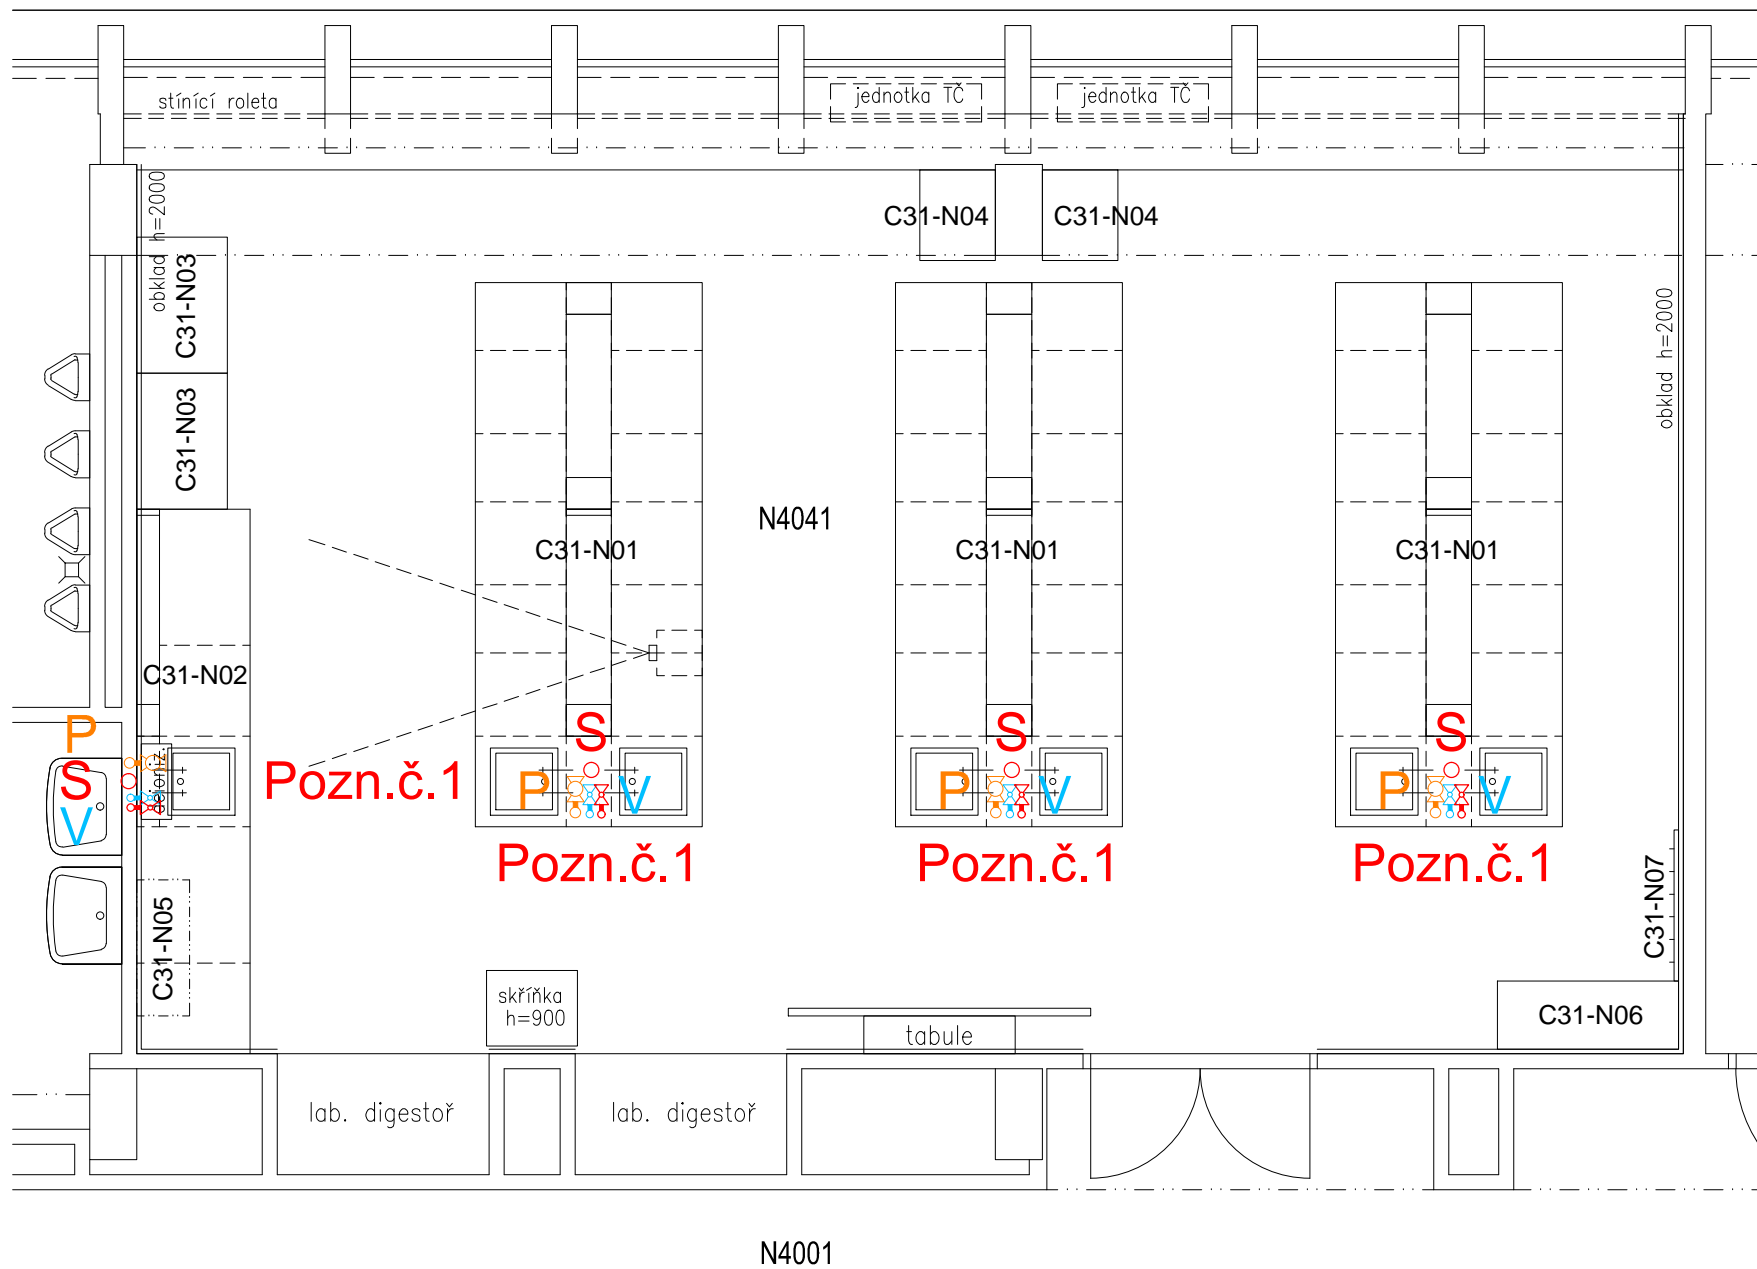 stínící roleta
jednotka TČ
jednotka TČ
obklad h=2000
C31-N04
C31-N04
C31-N03
obklad h=2000
C31-N03
N4041
C31-N01
C31-N01
C31-N01
C31-N02
P
S
V
deioniz.
Pozn.č.1
S
P
V
S
P
V
S
P
V
Pozn.č.1
Pozn.č.1
Pozn.č.1
C31-N05
C31-N07
skříňka
h=900
tabule
C31-N06
lab. digestoř
lab. digestoř
N4001